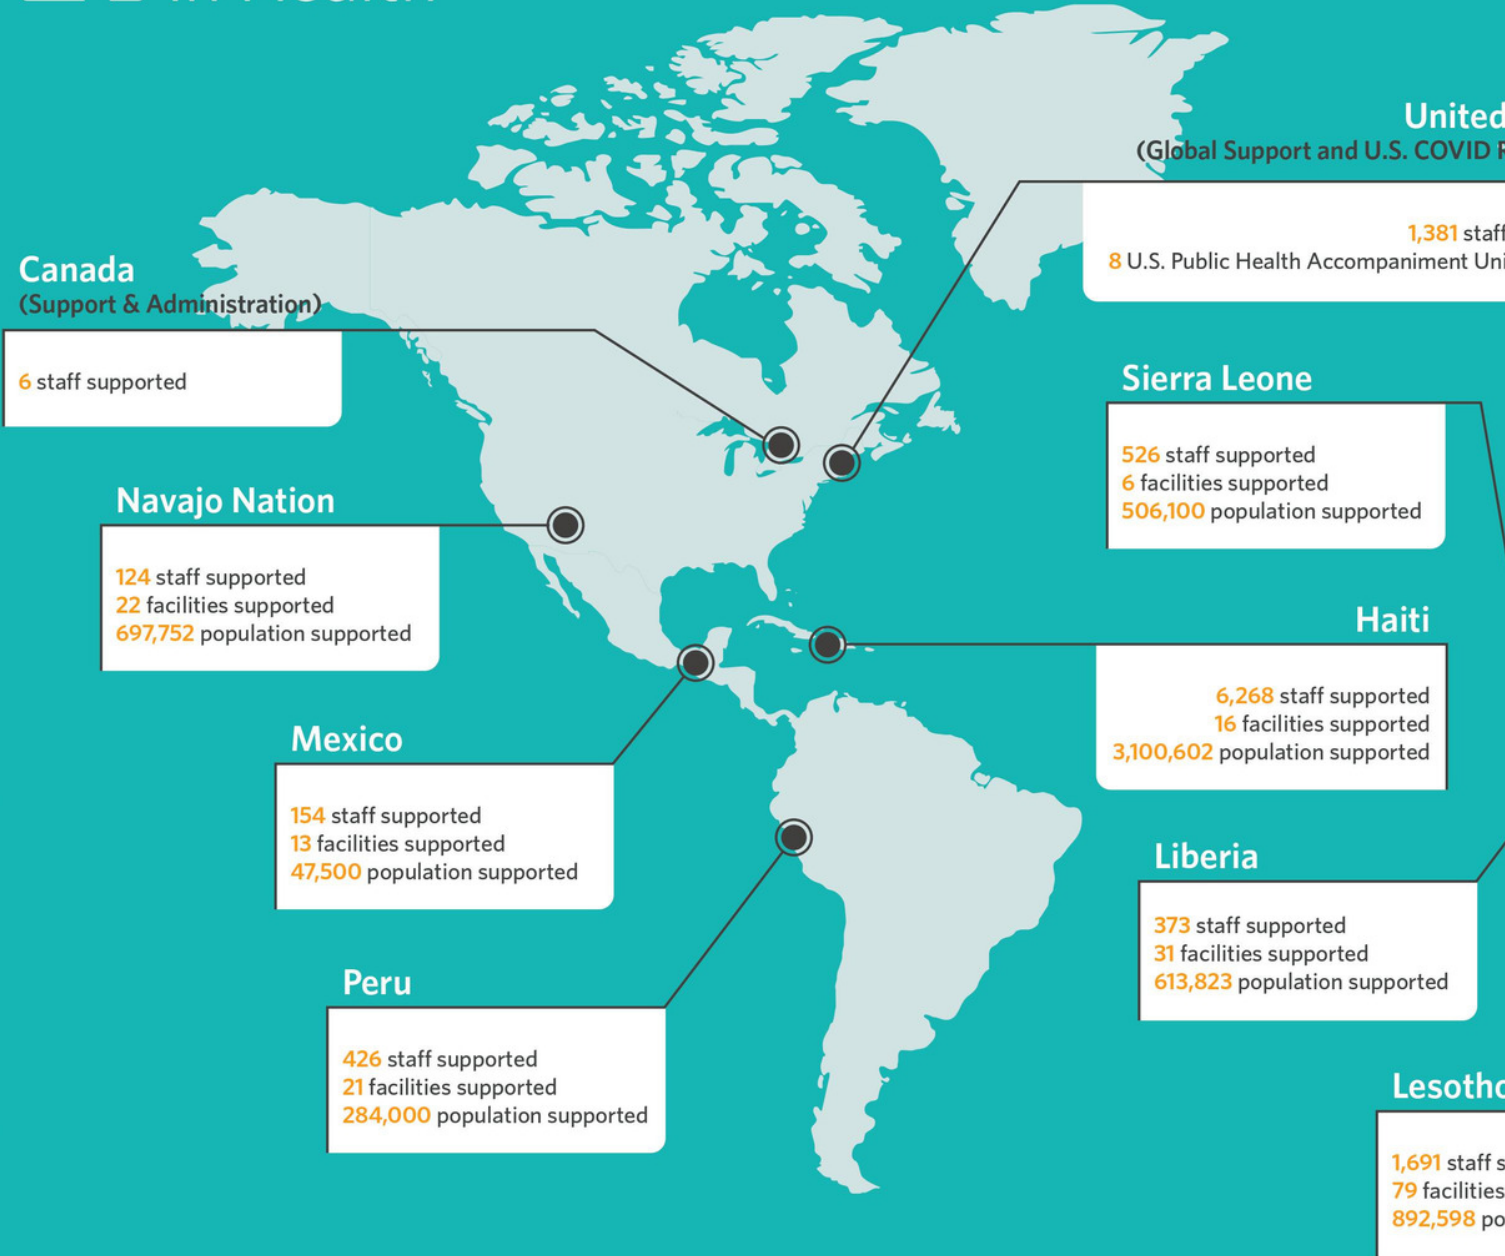 in Health
United
(Global Support and U.S. COVID
1,381 staff
8 U.S. Public Health Accompaniment
Canada
(Support & Administration)
6 staff supported
Sierra Leone
526 staff supported
6 facilities supported
506,100 population supported
Navajo Nation
124 staff supported
22 facilities supported
697,752 population supported
Haiti
6,268 staff supported
16 facilities supported
3,100,602 population supported
Mexico
154 staff supported
13 facilities supported
47,500 population supported
Liberia
373 staff supported
31 facilities supported
613,823 population supported
Peru
426 staff supported
21 facilities supported
284,000 population supported
Lesotho
1,691 staff
79 facilities
892,598